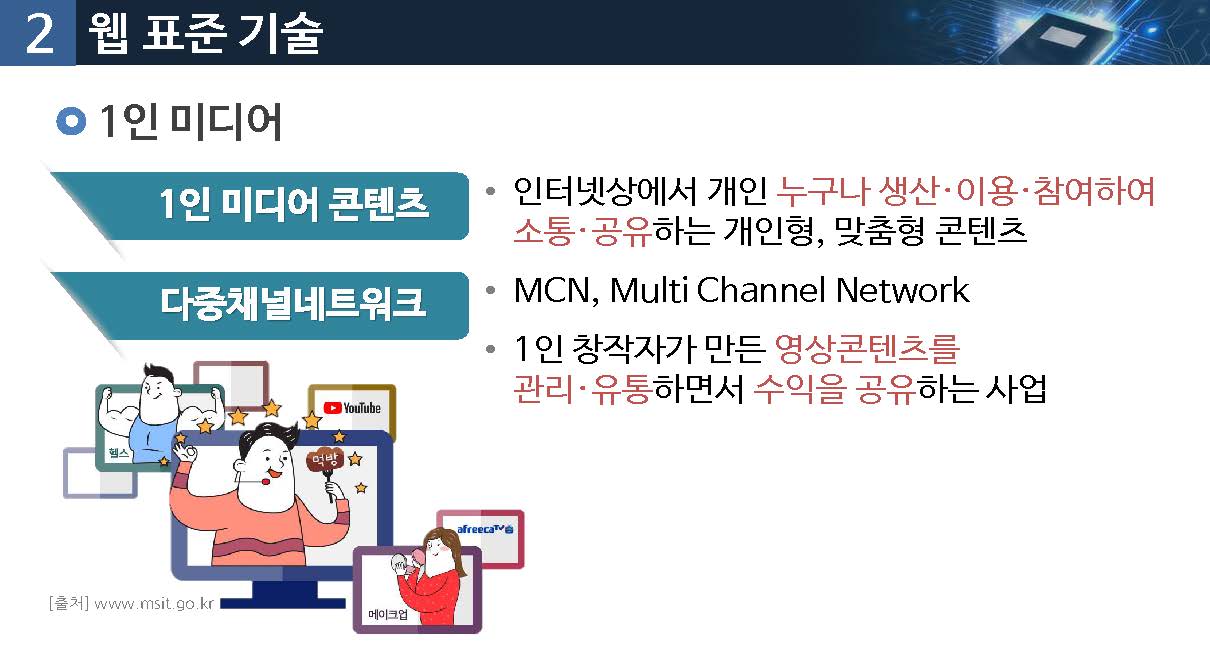 2 웹 표준 기술
1인 미디어
1인 미디어 콘텐츠
• 인터넷상에서 개인 누구나 생산·이용·참여하여
소통·공유하는 개인형, 맞춤형 콘텐츠
다중채널네트워크
• MCN, Multi Channel Network
• 1인 창작자가 만든 영상콘텐츠를
관리·유통하면서 수익을 공유하는 사업
YouTube
헬스
먹방
afreecaTV
메이크업
[출처] www.msit.go.kr